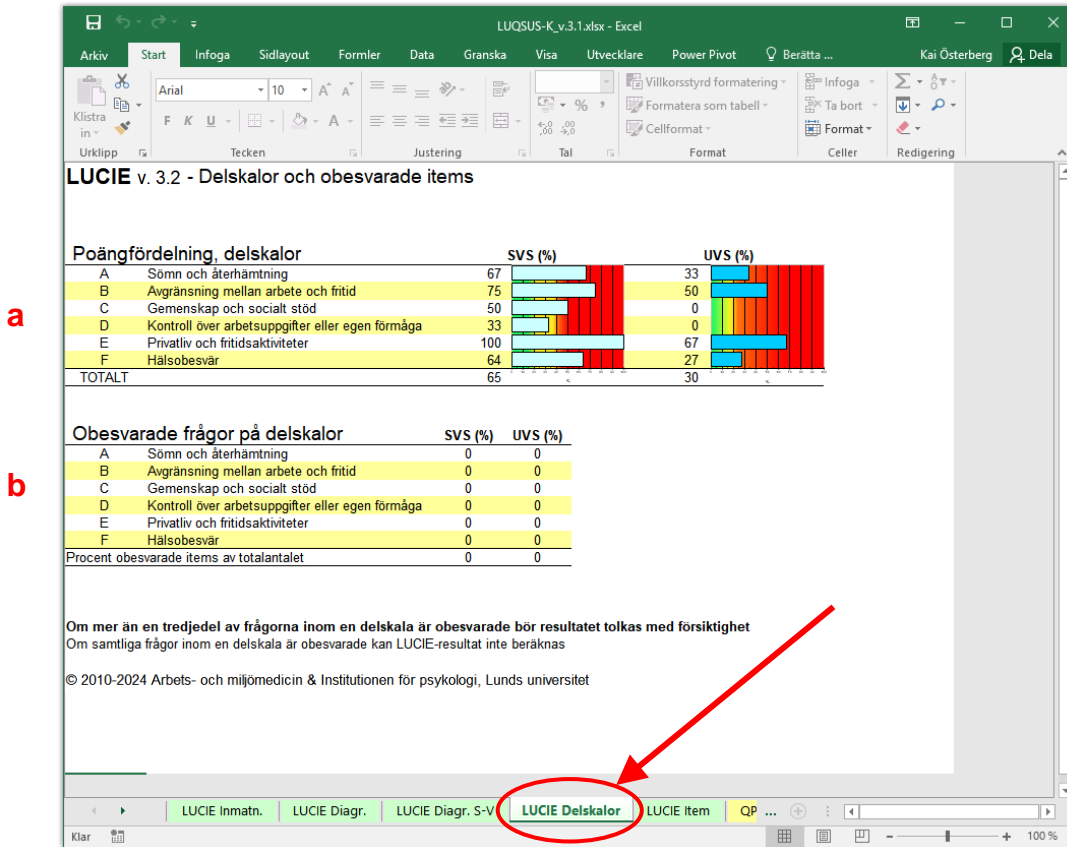 LUQSUS-K_v.3.1.xlsx - Excel
Arkiv Start Infoga Sidlayout Formler Data Granska Visa Utvecklare Power Pivot Berätta ... Kai Österberg Dela
Klistra in
Arial 10 A A
F K U A
% , Villkorsstyrd formatering
Formatera som tabell
Cellformat
Infoga
Ta bort
Format
Urklipp Tecken Justering Tal Format Celler Redigering
LUCIE v. 3.2 - Delskalor och obesvarade items
a
Poängfördelning, delskalor SVS (%) UVS (%)
A Sömn och återhämtning 67 33
B Avgränsning mellan arbete och fritid 75 50
C Gemenskap och socialt stöd 50 0
D Kontroll över arbetsuppgifter eller egen förmåga 33 0
E Privatliv och fritidsaktiviteter 100 67
F Hälsobesvär 64 27
TOTALT 65 30
b
Obesvarade frågor på delskalor SVS (%) UVS (%)
A Sömn och återhämtning 0 0
B Avgränsning mellan arbete och fritid 0 0
C Gemenskap och socialt stöd 0 0
D Kontroll över arbetsuppgifter eller egen förmåga 0 0
E Privatliv och fritidsaktiviteter 0 0
F Hälsobesvär 0 0
Procent obesvarade items av totalantalet 0 0
Om mer än en tredjedel av frågorna inom en delskala är obesvarade bör resultatet tolkas med försiktighet
Om samtliga frågor inom en delskala är obesvarade kan LUCIE-resultat inte beräknas
© 2010-2024 Arbets- och miljömedicin & Institutionen för psykologi, Lunds universitet
LUCIE Inmatn. LUCIE Diagr. LUCIE Diagr. S-V LUCIE Delskalor LUCIE Item QP ...
Klar 100 %